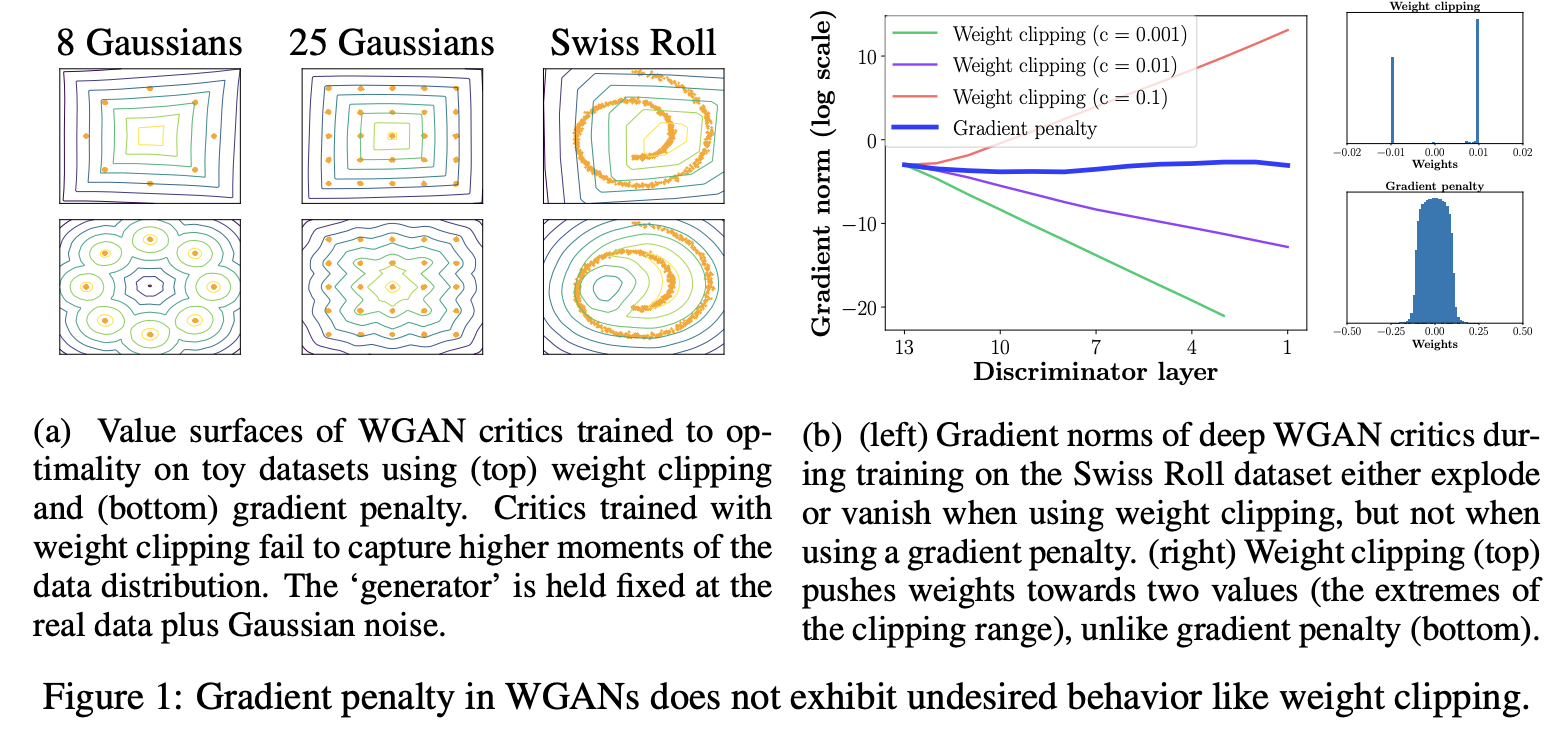 8 Gaussians
25 Gaussians
Swiss Roll
Gradient norm (log scale)
10
0
−10
−20
Weight clipping (c = 0.001)
Weight clipping (c = 0.01)
Weight clipping (c = 0.1)
Gradient penalty
13
10
7
4
1
Discriminator layer
Weight clipping
−0.02
−0.01
0.00
0.01
0.02
Weights
Gradient penalty
−0.50
−0.25
0.00
0.25
0.50
Weights
(a) Value surfaces of WGAN critics trained to op-
timality on toy datasets using (top) weight clipping
and (bottom) gradient penalty. Critics trained with
weight clipping fail to capture higher moments of the
data distribution. The ‘generator’ is held fixed at the
real data plus Gaussian noise.
(b) (left) Gradient norms of deep WGAN critics dur-
ing training on the Swiss Roll dataset either explode
or vanish when using weight clipping, but not when
using a gradient penalty. (right) Weight clipping (top)
pushes weights towards two values (the extremes of
the clipping range), unlike gradient penalty (bottom).
Figure 1: Gradient penalty in WGANs does not exhibit undesired behavior like weight clipping.